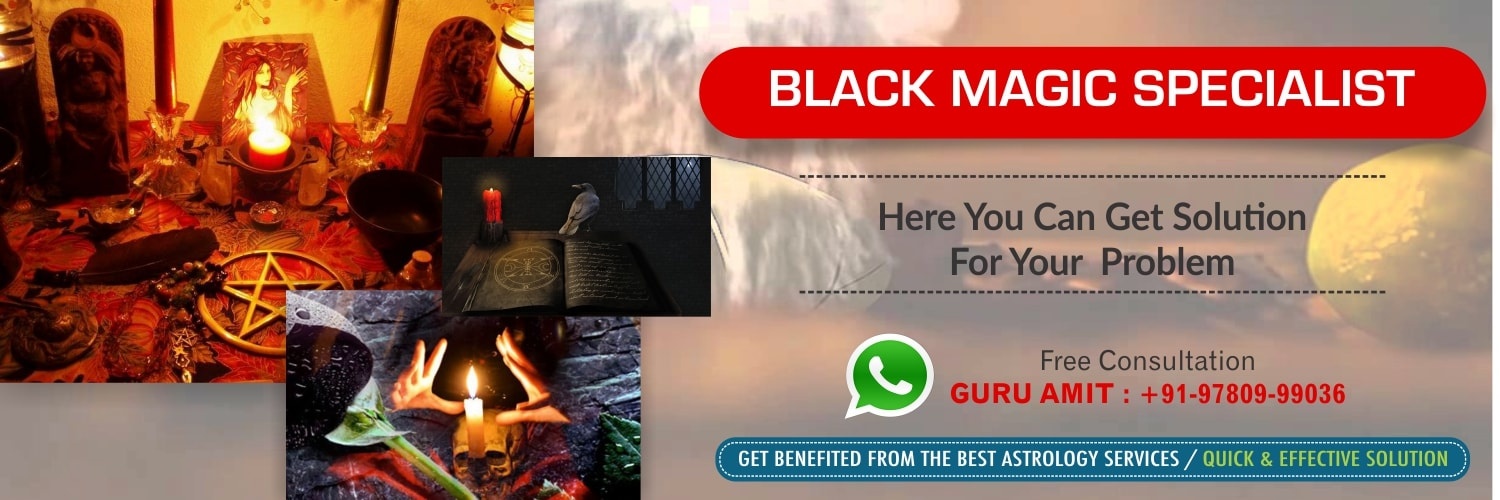 BLACK MAGIC SPECIALIST
Here You Can Get Solution
For Your Problem
Free Consultation
GURU AMIT : +91-97809-99036
GET BENEFITED FROM THE BEST ASTROLOGY SERVICES / QUICK & EFFECTIVE SOLUTION